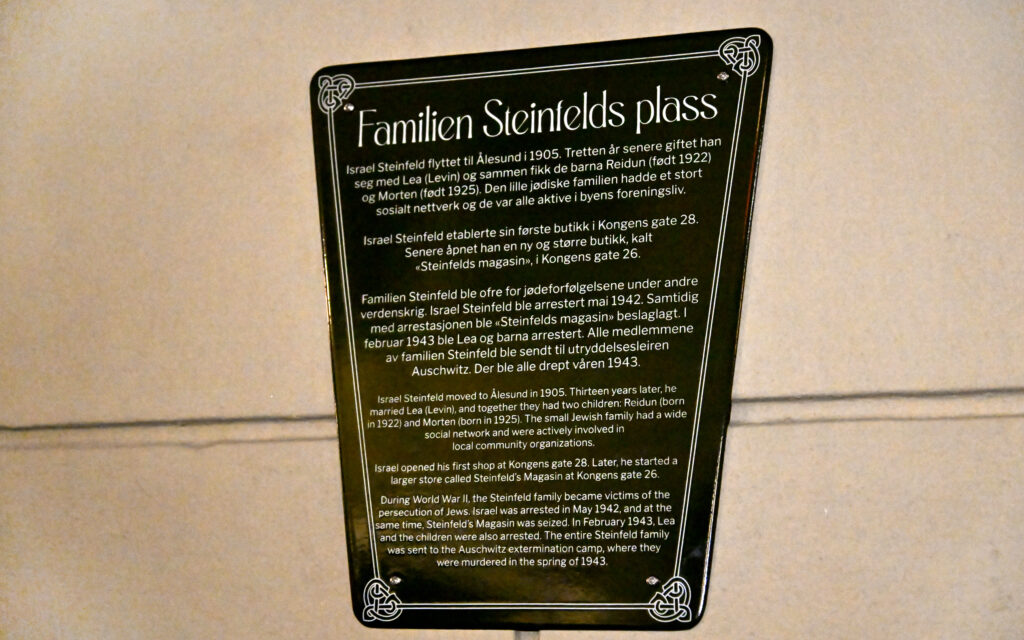 Familien Steinfelds plass
Israel Steinfeld flyttet til Ålesund i 1905. Tretten år senere giftet han
seg med Lea (Levin) og sammen fikk de barna Reidun (født 1922)
og Morten (født 1925). Den lille jødiske familien hadde et stort
sosialt nettverk og de var alle aktive i byens foreningsliv.
Israel Steinfeld etablerte sin første butikk i Kongens gate 28.
Senere åpnet han en ny og større butikk, kalt
«Steinfelds magasin», i Kongens gate 26.
Familien Steinfeld ble ofre for jødeforfølgelsene under andre
verdenskrig. Israel Steinfeld ble arrestert mai 1942. Samtidig
med arrestasjonen ble «Steinfelds magasin» beslaglagt. I
februar 1943 ble Lea og barna arrestert. Alle medlemmene
av familien Steinfeld ble sendt til utryddelsesleiren
Auschwitz. Der ble alle drept våren 1943.
Israel Steinfeld moved to Ålesund in 1905. Thirteen years later, he
married Lea (Levin), and together they had two children: Reidun (born
in 1922) and Morten (born in 1925). The small Jewish family had a wide
social network and were actively involved in
local community organizations.
Israel opened his first shop at Kongens gate 28. Later, he started a
larger store called Steinfeld's Magasin at Kongens gate 26.
During World War II, the Steinfeld family became victims of the
persecution of Jews. Israel was arrested in May 1942, and at the
same time, Steinfeld's Magasin was seized. In February 1943, Lea
and the children were also arrested. The entire Steinfeld family
was sent to the Auschwitz extermination camp, where they
were murdered in the spring of 1943.